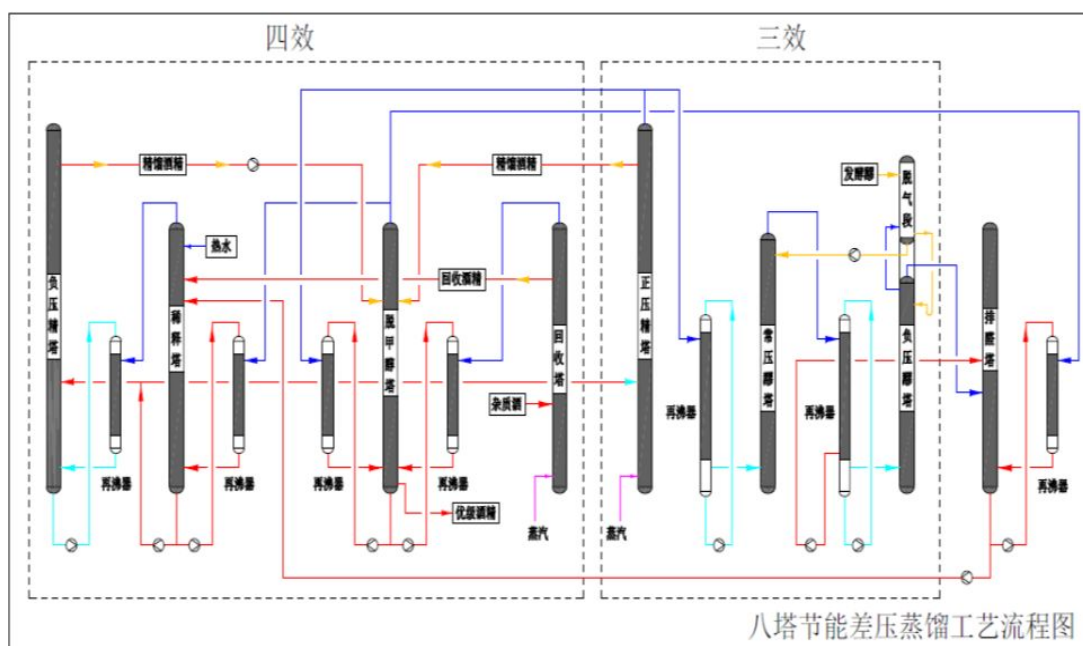 四效
三效
精馏酒精
精馏酒精
发酵醪
脱气段
热水
回收酒精
负压精塔
稀释塔
脱甲醇塔
回收塔
正压精塔
常压醪塔
负压醪塔
排醛塔
杂质酒
再沸器
再沸器
再沸器
再沸器
再沸器
再沸器
再沸器
优级酒精
蒸汽
蒸汽
八塔节能差压蒸馏工艺流程图